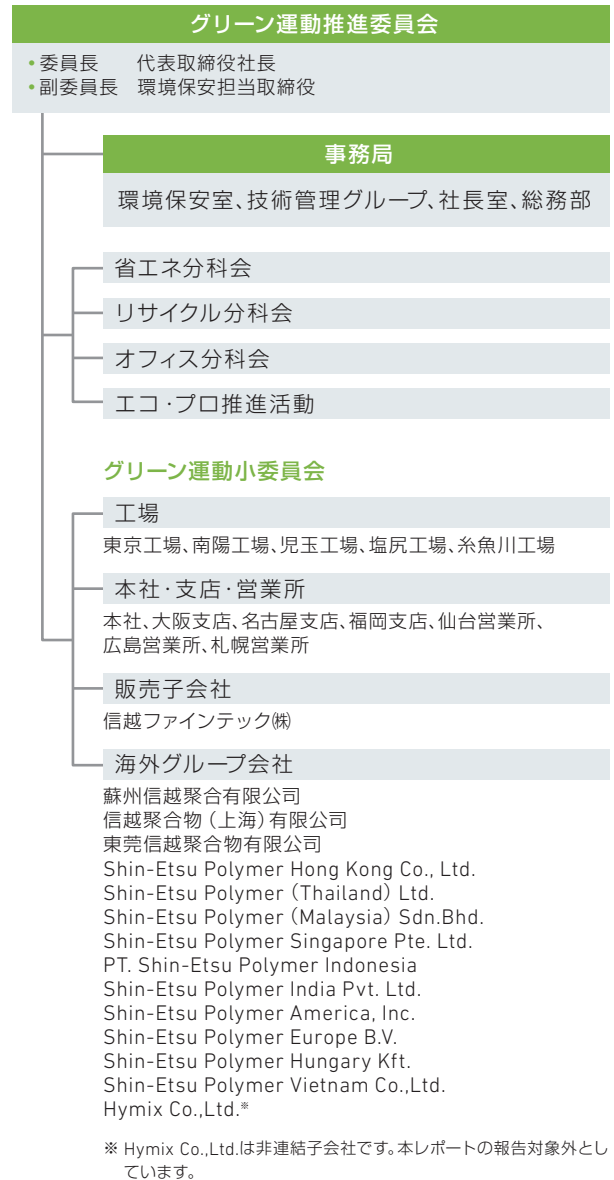 グリーン運動推進委員会
•委員長 代表取締役社長
•副委員長 環境保安担当取締役
事務局
環境保安室、技術管理グループ、社長室、総務部
省エネ分科会
リサイクル分科会
オフィス分科会
エコ・プロ推進活動
グリーン運動小委員会
工場
東京工場、南陽工場、児玉工場、塩尻工場、糸魚川工場
本社・支店・営業所
本社、大阪支店、名古屋支店、福岡支店、仙台営業所、
広島営業所、札幌営業所
販売子会社
信越ファインテック㈱
海外グループ会社
蘇州信越聚合有限公司
信越聚合物（上海）有限公司
東莞信越聚合物有限公司
Shin-Etsu Polymer Hong Kong Co., Ltd.
Shin-Etsu Polymer（Thailand）Ltd.
Shin-Etsu Polymer（Malaysia）Sdn.Bhd.
Shin-Etsu Polymer Singapore Pte. Ltd.
PT. Shin-Etsu Polymer Indonesia
Shin-Etsu Polymer India Pvt. Ltd.
Shin-Etsu Polymer America, Inc.
Shin-Etsu Polymer Europe B.V.
Shin-Etsu Polymer Hungary Kft.
Shin-Etsu Polymer Vietnam Co.,Ltd.
Hymix Co.,Ltd.※
※ Hymix Co.,Ltd.は非連結子会社です。本レポートの報告対象外とし
ています。